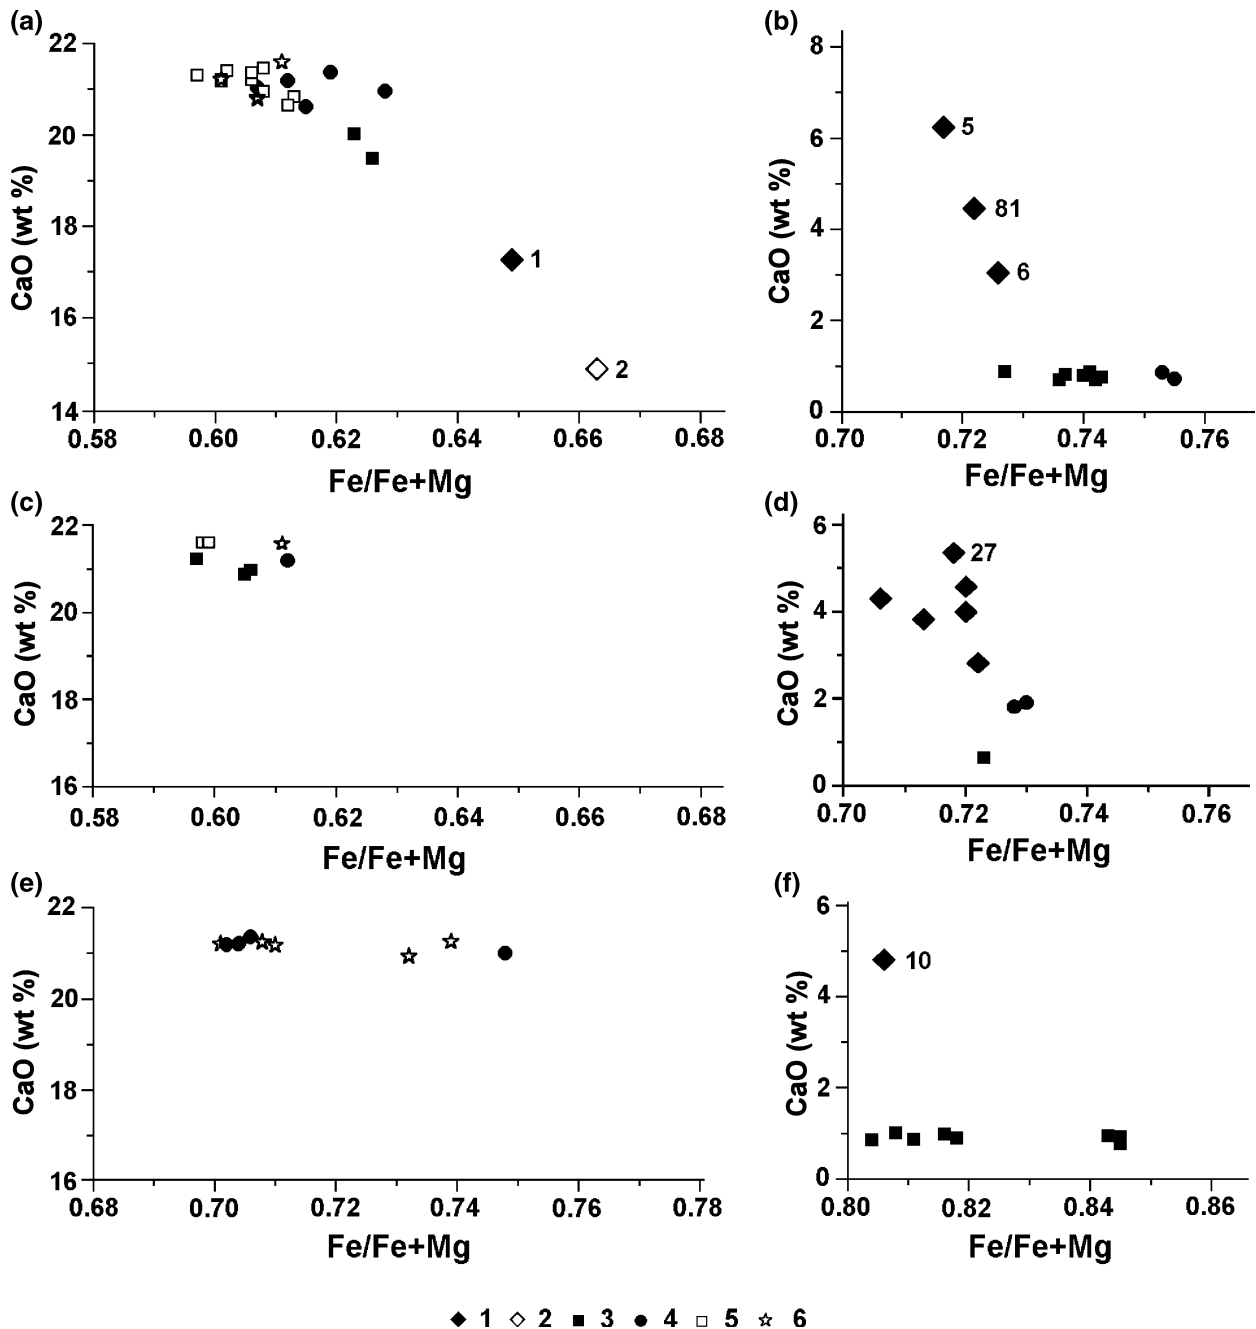 (a)
22
20
18
16
14
CaO (wt %)
1
2
0.58 0.60 0.62 0.64 0.66 0.68
Fe/Fe+Mg
(b)
8
6
4
2
0
CaO (wt %)
5
81
6
0.70 0.72 0.74 0.76
Fe/Fe+Mg
(c)
22
20
18
16
CaO (wt %)
0.58 0.60 0.62 0.64 0.66 0.68
Fe/Fe+Mg
(d)
6
4
2
0
CaO (wt %)
27
0.70 0.72 0.74 0.76
Fe/Fe+Mg
(e)
22
20
18
16
CaO (wt %)
0.68 0.70 0.72 0.74 0.76 0.78
Fe/Fe+Mg
(f)
6
4
2
0
CaO (wt %)
10
0.80 0.82 0.84 0.86
Fe/Fe+Mg
1 2 3 4 5 6